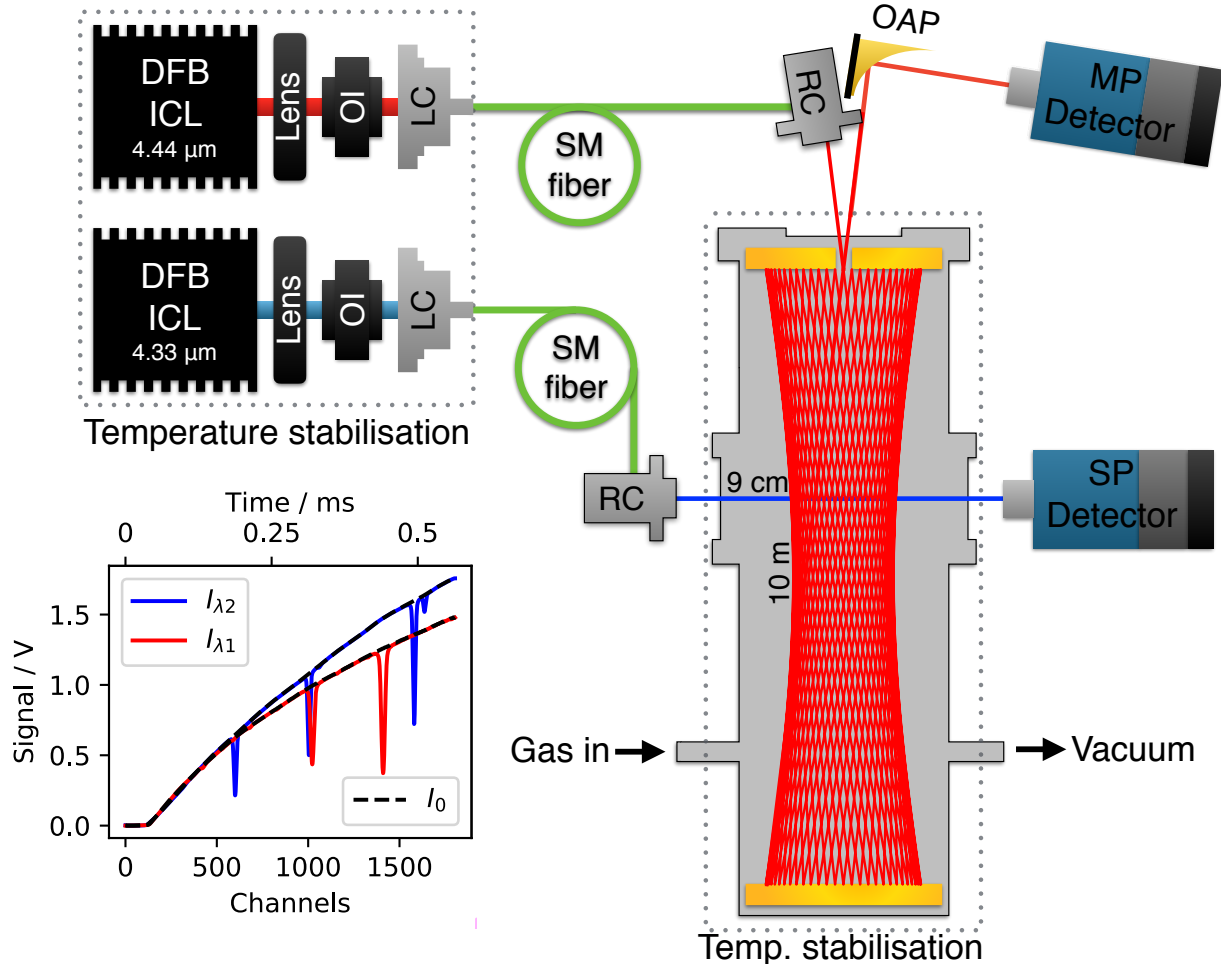 DFB
ICL
4.44 µm
Lens
OI
LC
SM
fiber
RC
OAP
MP
Detector
DFB
ICL
4.33 µm
Lens
OI
LC
SM
fiber
Temperature stabilisation
RC
9 cm
10 m
SP
Detector
Gas in
Vacuum
Temp. stabilisation
Time / ms
0 0.25 0.5
Signal / V
1.5
1.0
0.5
0.0
Iλ2
Iλ1
I0
0 500 1000 1500
Channels